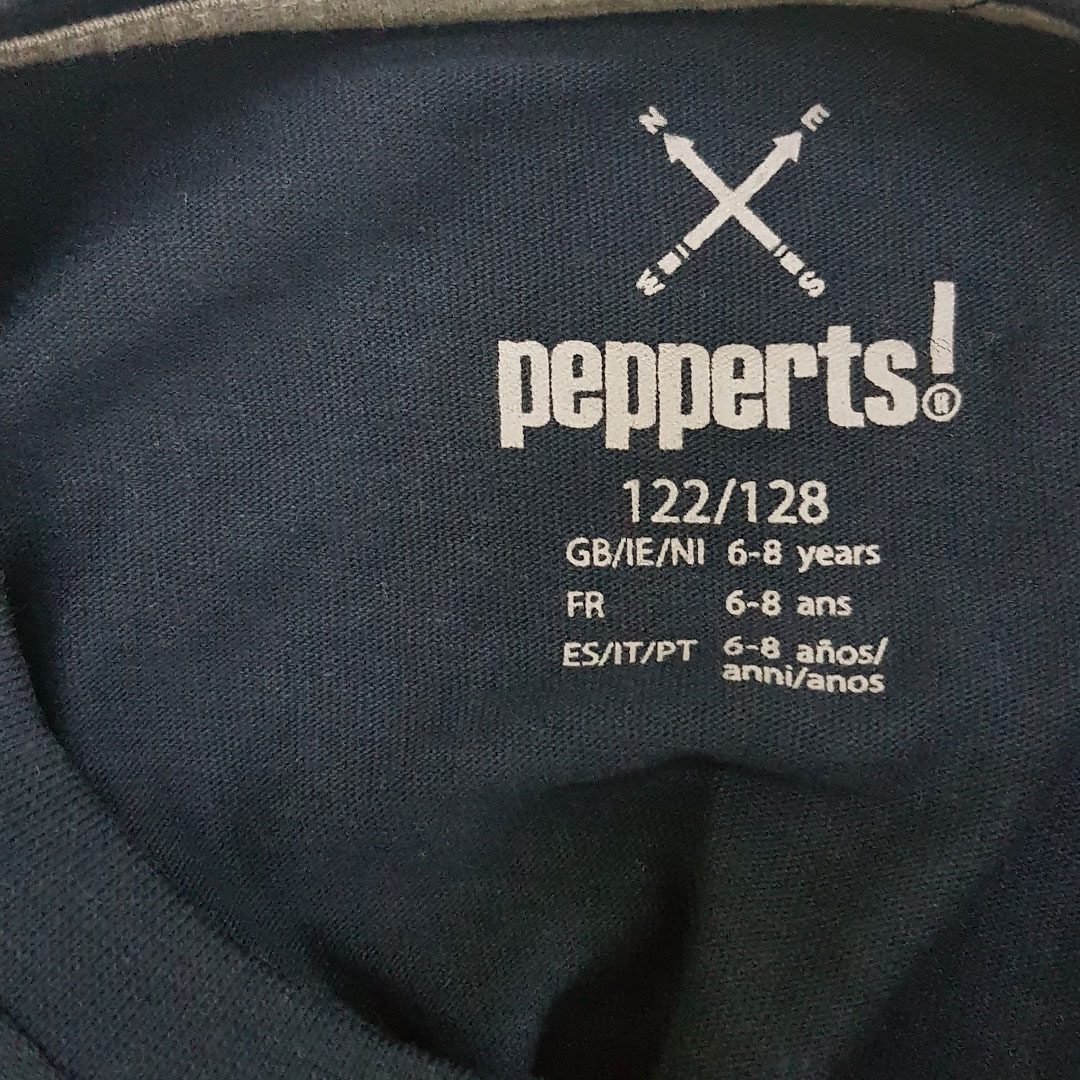 N E
W S
pepperts!®
122/128
GB/IE/NI 6-8 years
FR 6-8 ans
ES/IT/PT 6-8 años/
anni/anos